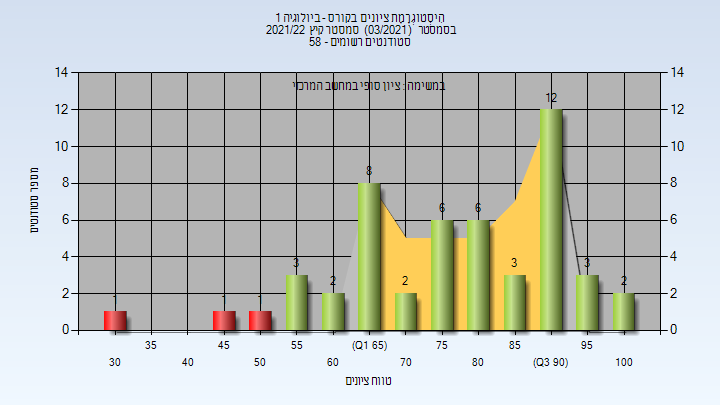 היסטוגרמת ציונים בקורס - ביולוגיה 1
בסמסטר (03/2021) סמסטר קיץ 2021/22
סטודנטים רשומים - 58
במשימה : ציון סופי במחשב המרכזי
מספר סטודנטים
14 12 10 8 6 4 2 0
14 12 10 8 6 4 2 0
1 1 1 3 2 8 2 6 6 3 12 3 2
35 45 55 (Q1 65) 75 85 95
30 40 50 60 70 80 (Q3 90) 100
טווח ציונים